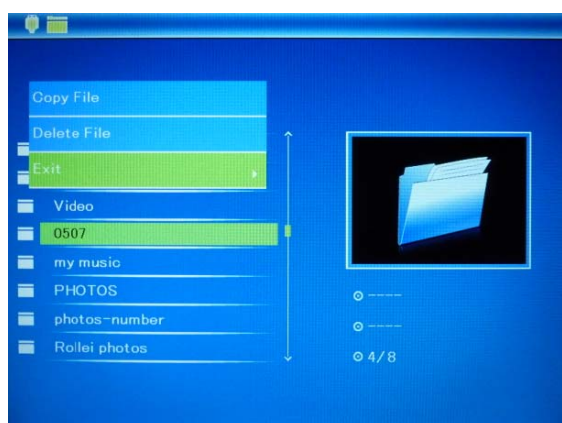 Copy File
Delete File
Exit
Video
0507
my music
PHOTOS
photos-number
Rollei photos
----
----
4/8